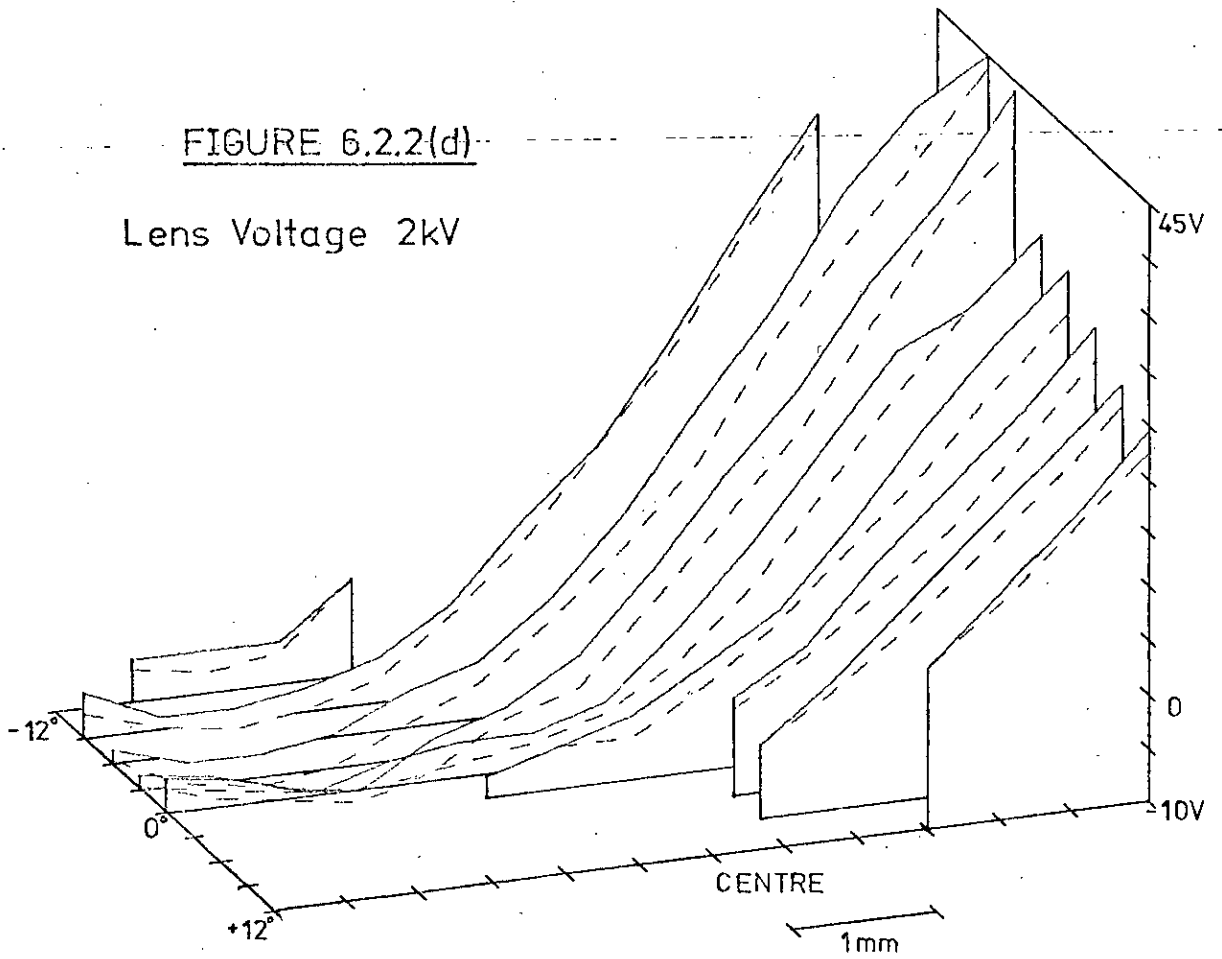 FIGURE 6.2.2(d)
Lens Voltage 2kV
45V
0
-10V
-12°
0°
+12°
CENTRE
1mm